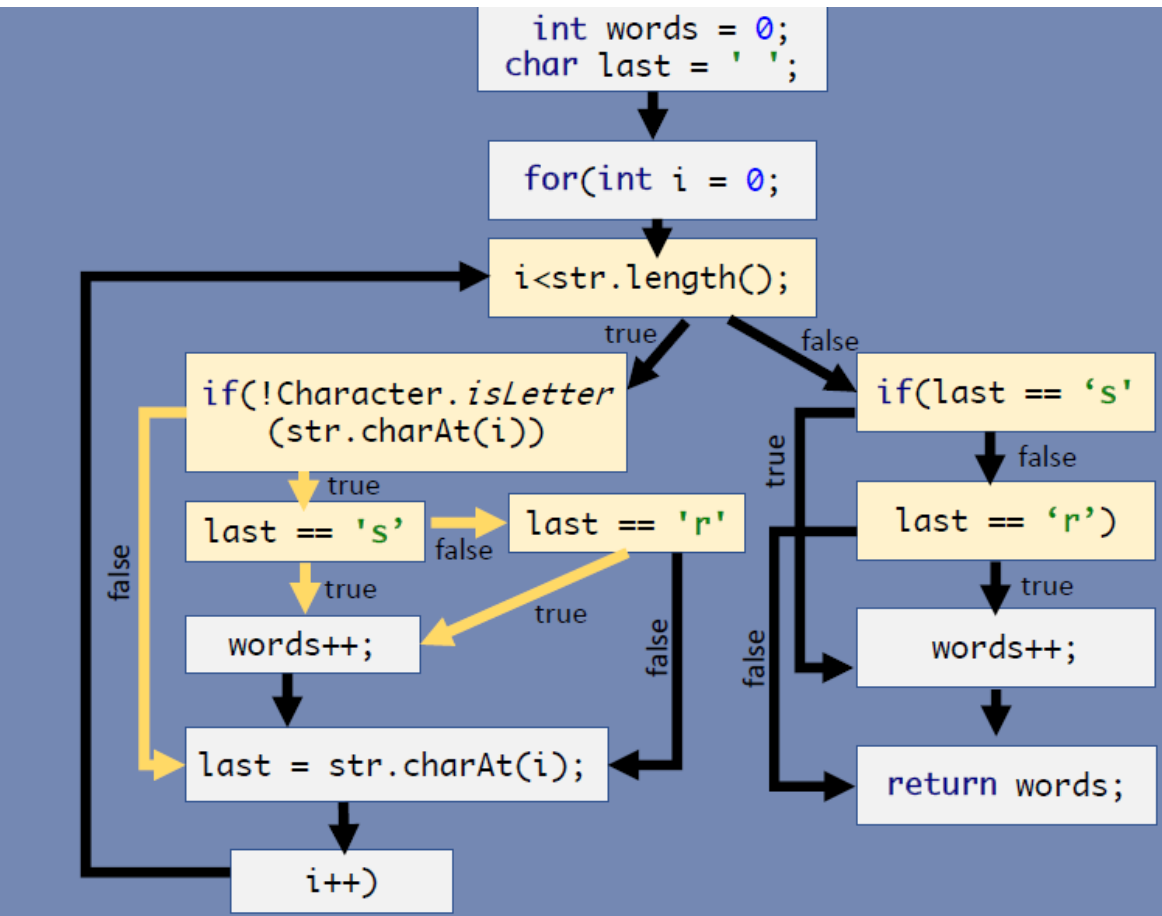 int words = 0;
char last = ' ';
for(int i = 0;
i<str.length();
true
false
if(!Character.isLetter
(str.charAt(i))
if(last == ‘s'
true
false
true
last == 's’
false
last == 'r'
last == ‘r’)
false
true
true
true
words++;
false
false
words++;
last = str.charAt(i);
return words;
i++)